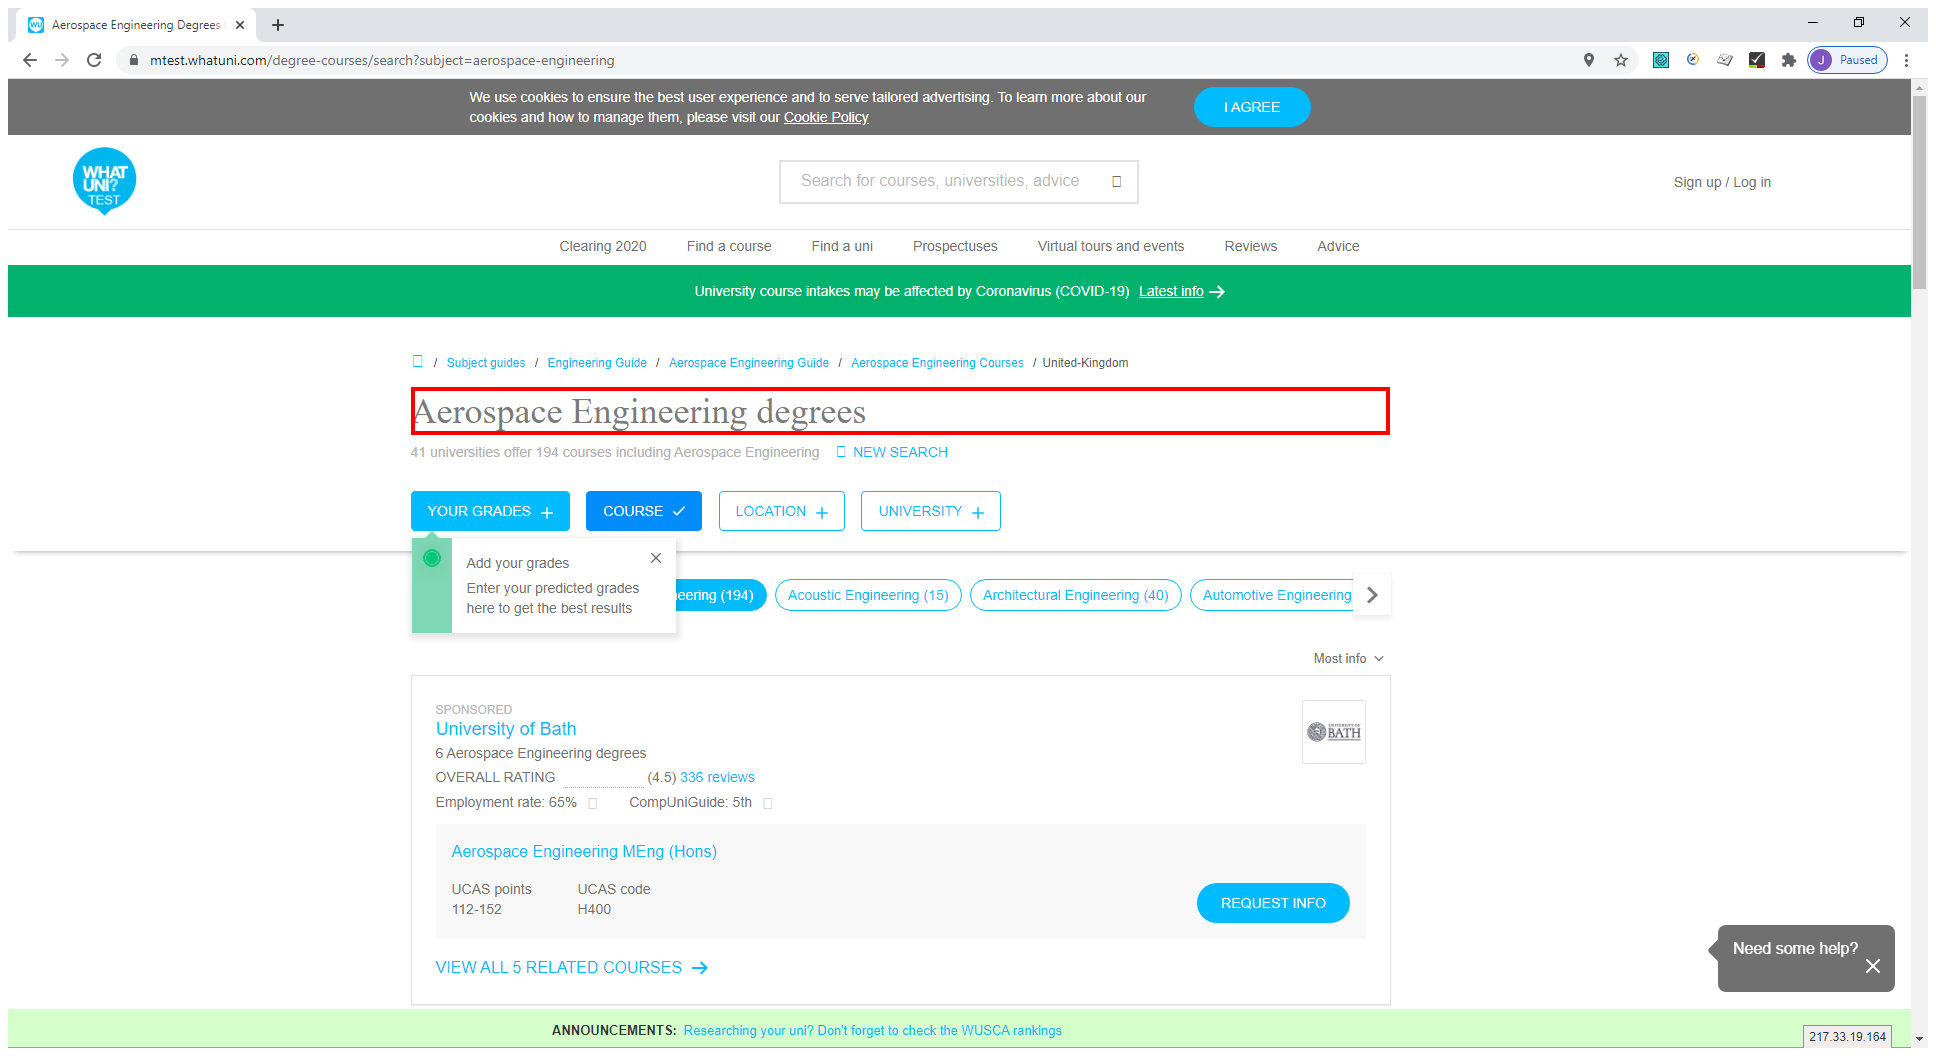 Aerospace Engineering Degrees
mtest.whatuni.com/degree-courses/search?subject=aerospace-engineering
J Paused
We use cookies to ensure the best user experience and to serve tailored advertising. To learn more about our
cookies and how to manage them, please visit our Cookie Policy
I AGREE
WHAT
UNI?
TEST
Search for courses, universities, advice
Sign up / Log in
Clearing 2020 Find a course Find a uni Prospectuses Virtual tours and events Reviews Advice
University course intakes may be affected by Coronavirus (COVID-19) Latest info
/ Subject guides / Engineering Guide / Aerospace Engineering Guide / Aerospace Engineering Courses / United-Kingdom
Aerospace Engineering degrees
41 universities offer 194 courses including Aerospace Engineering NEW SEARCH
YOUR GRADES + COURSE LOCATION + UNIVERSITY +
Add your grades
Enter your predicted grades
here to get the best results
neering (194) Acoustic Engineering (15) Architectural Engineering (40) Automotive Engineering
Most info
SPONSORED
University of Bath
UNIVERSITY OF
BATH
6 Aerospace Engineering degrees
OVERALL RATING (4.5) 336 reviews
Employment rate: 65% CompUniGuide: 5th
Aerospace Engineering MEng (Hons)
UCAS points UCAS code
112-152 H400
REQUEST INFO
VIEW ALL 5 RELATED COURSES
Need some help?
ANNOUNCEMENTS: Researching your uni? Don't forget to check the WUSCA rankings
217.33.19.164